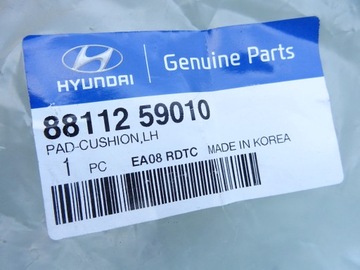 HYUNDAI
Genuine Parts
88112 59010
PAD-CUSHION,LH
1 PC EA08 RDTC MADE IN KOREA